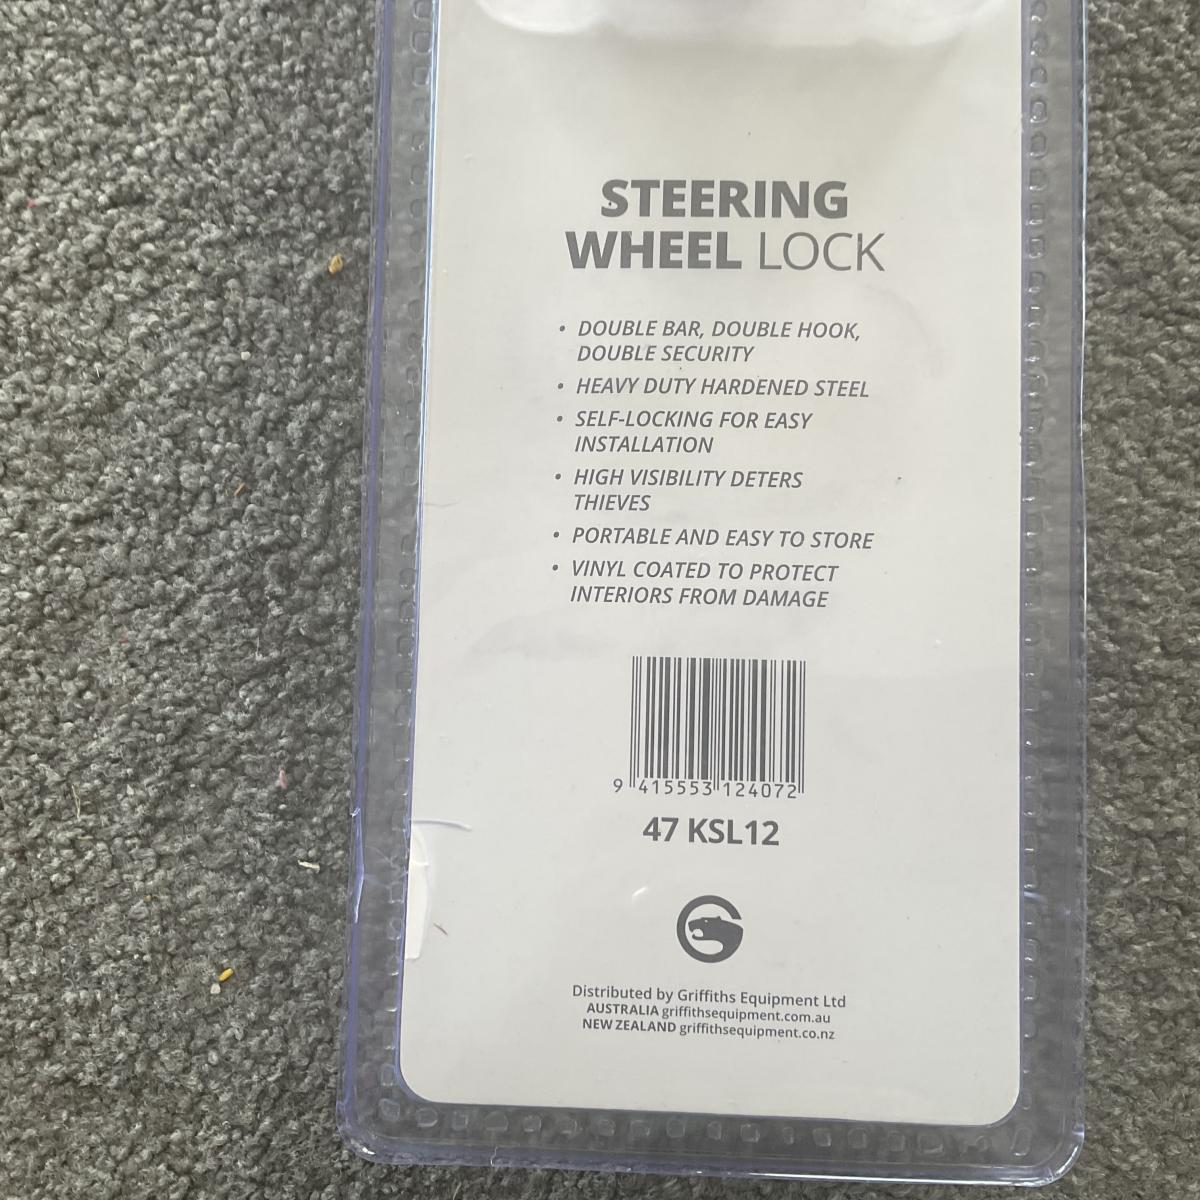 STEERING
WHEEL LOCK
• DOUBLE BAR, DOUBLE HOOK,
DOUBLE SECURITY
• HEAVY DUTY HARDENED STEEL
• SELF-LOCKING FOR EASY
INSTALLATION
• HIGH VISIBILITY DETERS
THIEVES
• PORTABLE AND EASY TO STORE
• VINYL COATED TO PROTECT
INTERIORS FROM DAMAGE
9 415553 124072
47 KSL12
Distributed by Griffiths Equipment Ltd
AUSTRALIA griffithsequipment.com.au
NEW ZEALAND griffithsequipment.co.nz